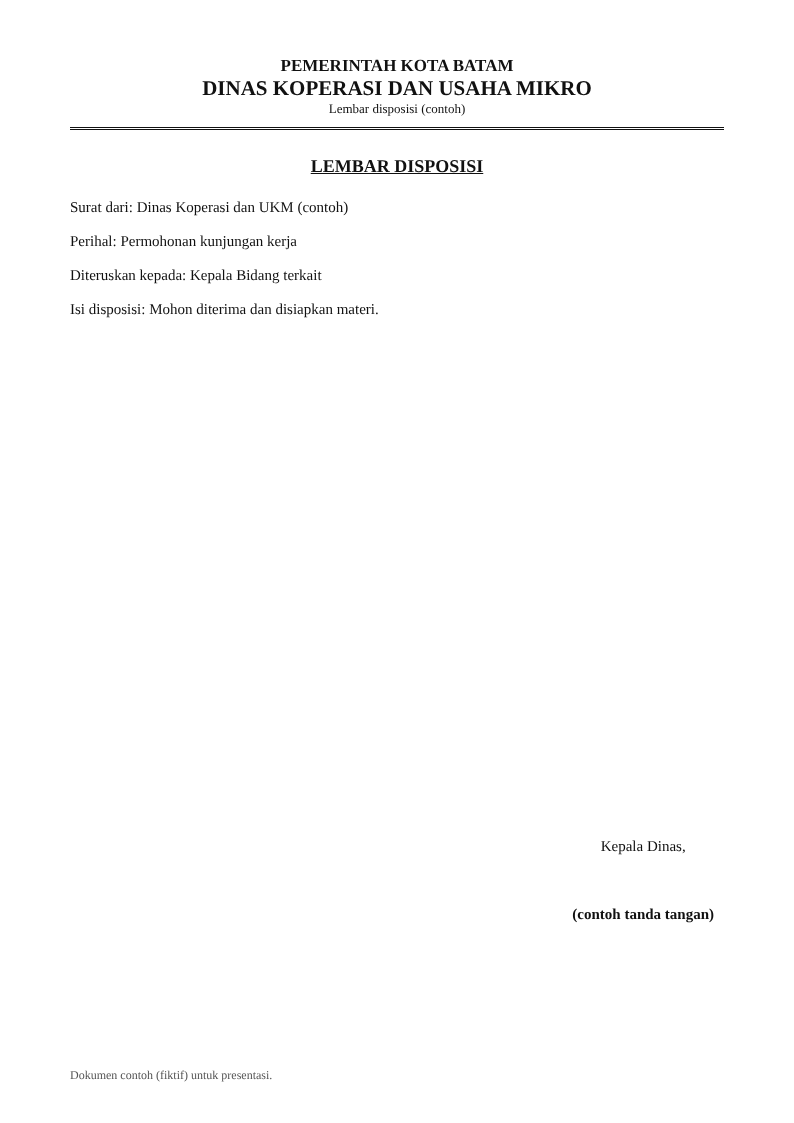 PEMERINTAH KOTA BATAM
DINAS KOPERASI DAN USAHA MIKRO
Lembar disposisi (contoh)
LEMBAR DISPOSISI
Surat dari: Dinas Koperasi dan UKM (contoh)
Perihal: Permohonan kunjungan kerja
Diteruskan kepada: Kepala Bidang terkait
Isi disposisi: Mohon diterima dan disiapkan materi.
Kepala Dinas,
(contoh tanda tangan)
Dokumen contoh (fiktif) untuk presentasi.